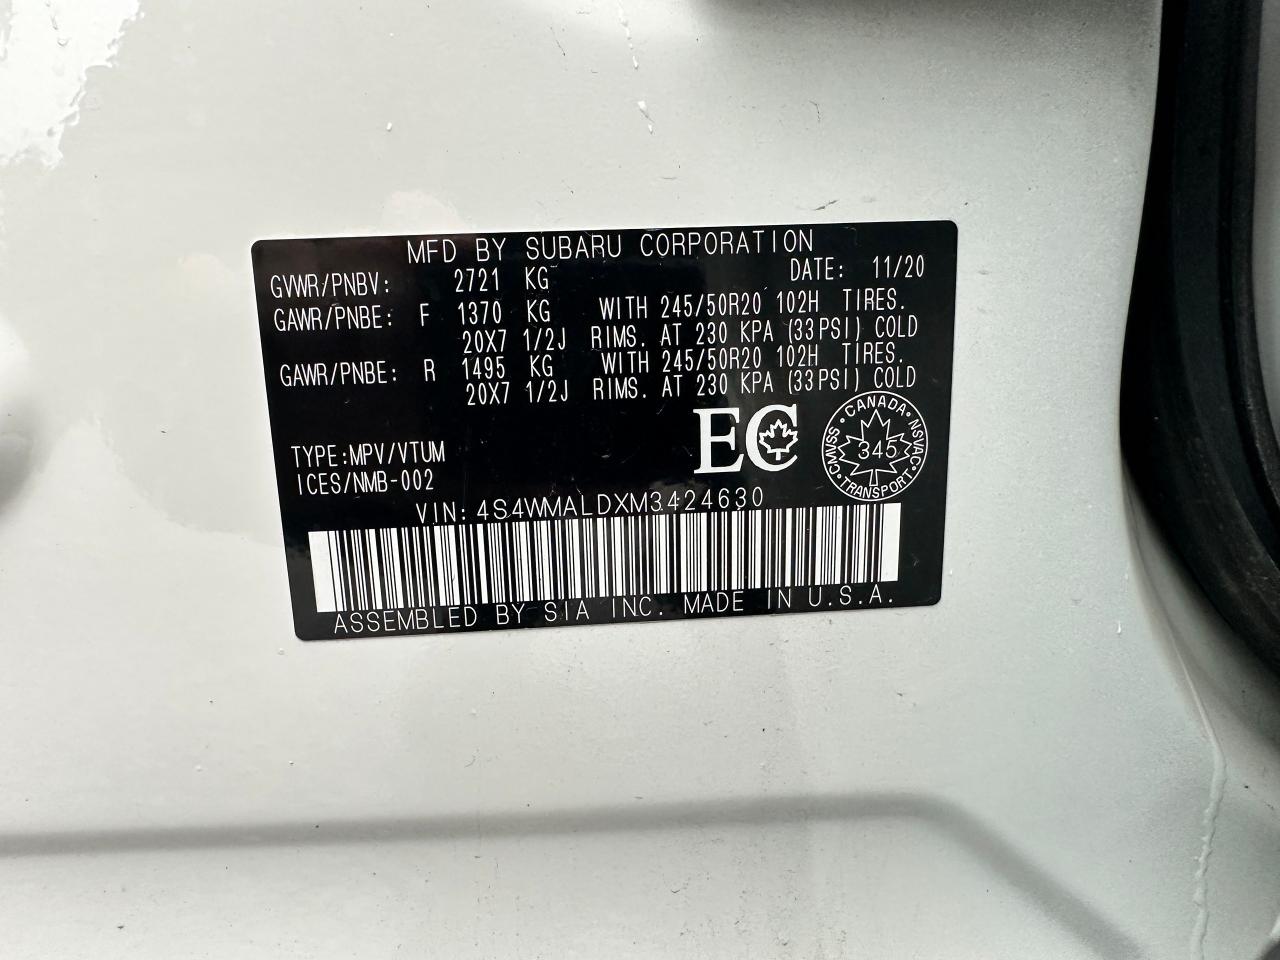 MFD BY SUBARU CORPORATION
GVWR/PNBV: 2721 KG DATE: 11/20
GAWR/PNBE: F 1370 KG WITH 245/50R20 102H TIRES.
20X7 1/2J RIMS. AT 230 KPA (33PSI) COLD
GAWR/PNBE: R 1495 KG WITH 245/50R20 102H TIRES.
20X7 1/2J RIMS. AT 230 KPA (33PSI) COLD
EC
CANADA · NSVAC · TRANSPORT · CMVSS
345
TYPE:MPV/VTUM
ICES/NMB-002
VIN: 4S4WMALDXM3424630
ASSEMBLED BY SIA INC. MADE IN U.S.A.